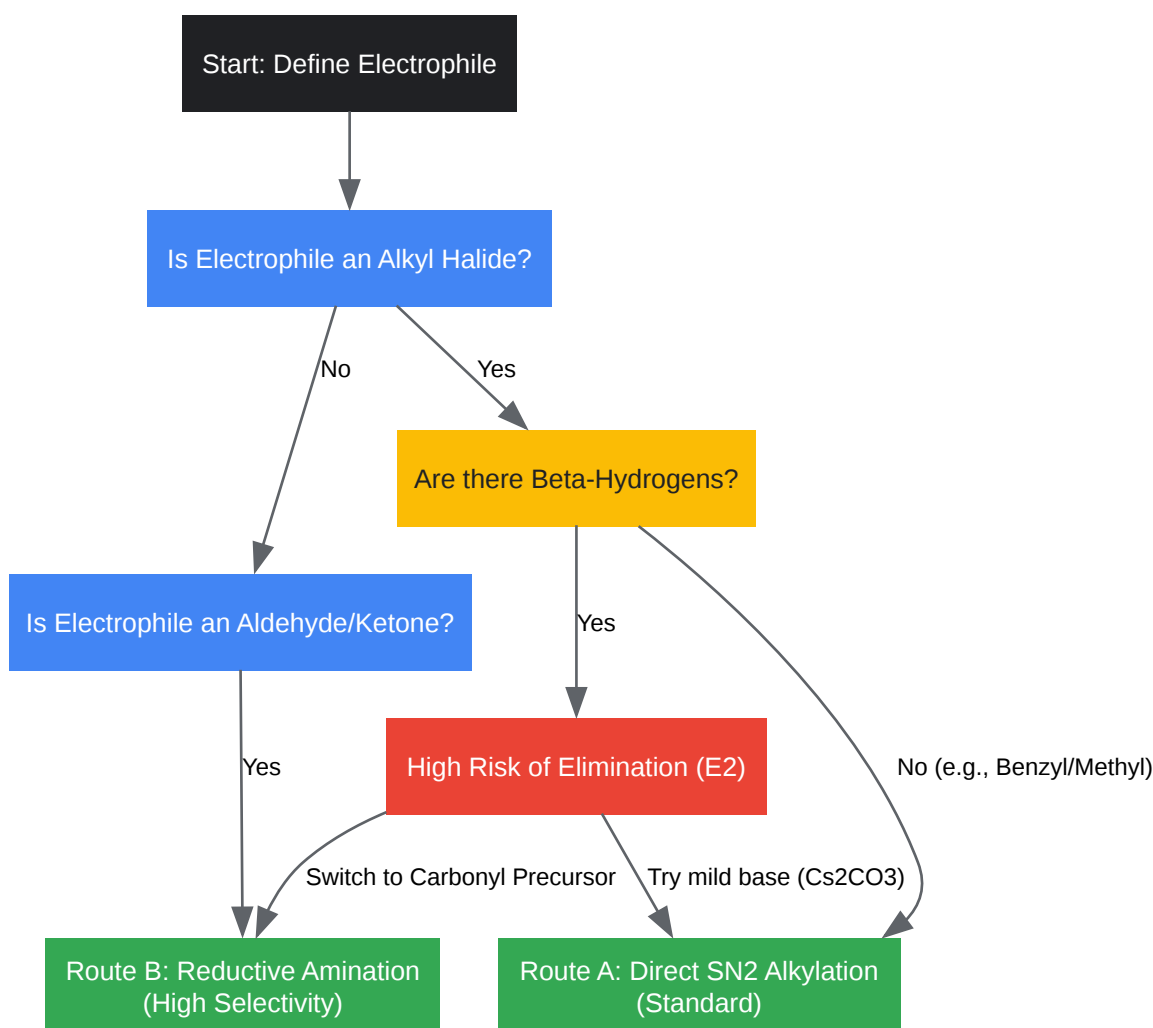 Start: Define Electrophile
Is Electrophile an Alkyl Halide?
No
Yes
Are there Beta-Hydrogens?
Is Electrophile an Aldehyde/Ketone?
Yes
High Risk of Elimination (E2)
Yes
No (e.g., Benzyl/Methyl)
Switch to Carbonyl Precursor
Try mild base (Cs2CO3)
Route B: Reductive Amination
(High Selectivity)
Route A: Direct SN2 Alkylation
(Standard)